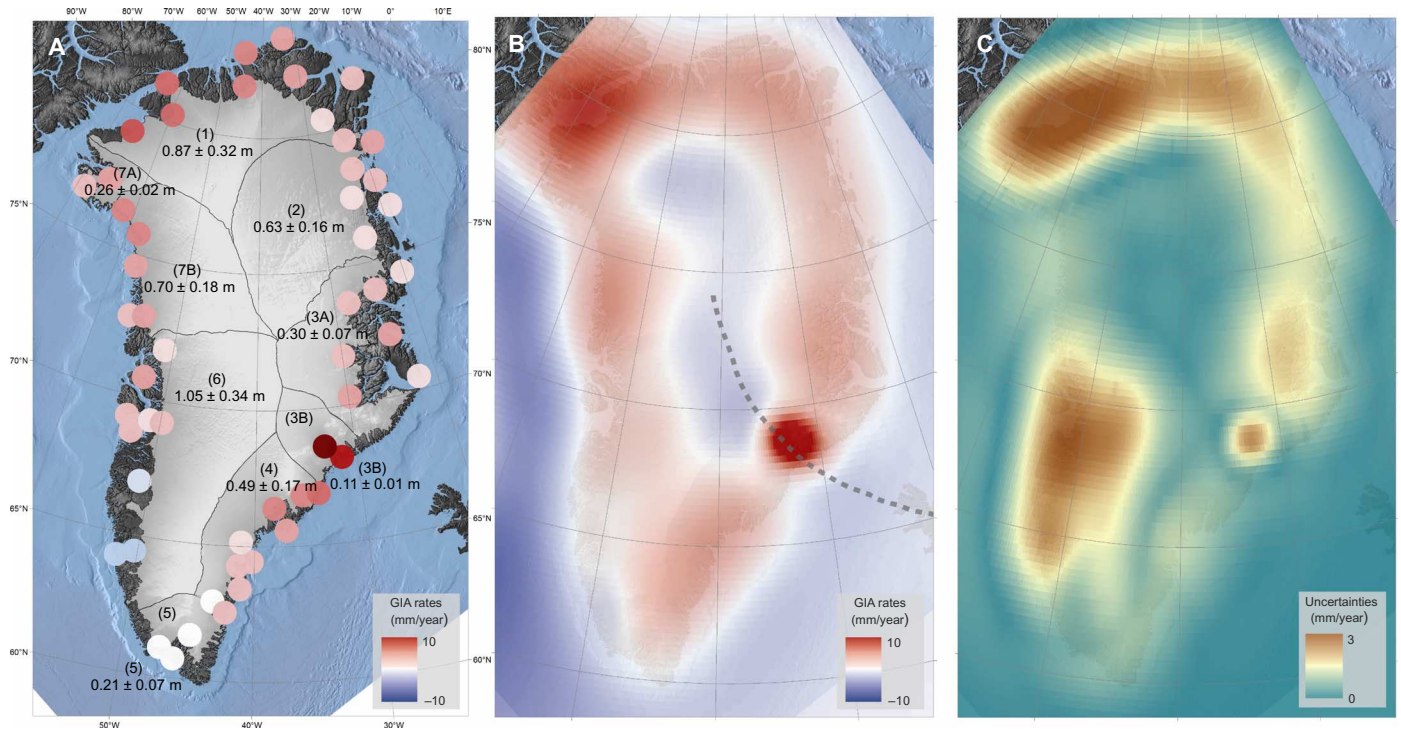 90°W 80°W 70°W 60°W 50°W 40°W 30°W 20°W 10°W 0° 10°E
A
(1)
0.87 ± 0.32 m
(7A)
0.26 ± 0.02 m
75°N
(2)
0.63 ± 0.16 m
(7B)
0.70 ± 0.18 m
(3A)
0.30 ± 0.07 m
70°N
(6)
1.05 ± 0.34 m
(3B)
(4)
0.49 ± 0.17 m
(3B)
0.11 ± 0.01 m
65°N
(5)
60°N
(5)
0.21 ± 0.07 m
GIA rates
(mm/year)
10
–10
50°W 40°W 30°W
B
80°N
75°N
70°N
65°N
60°N
GIA rates
(mm/year)
10
–10
C
Uncertainties
(mm/year)
3
0